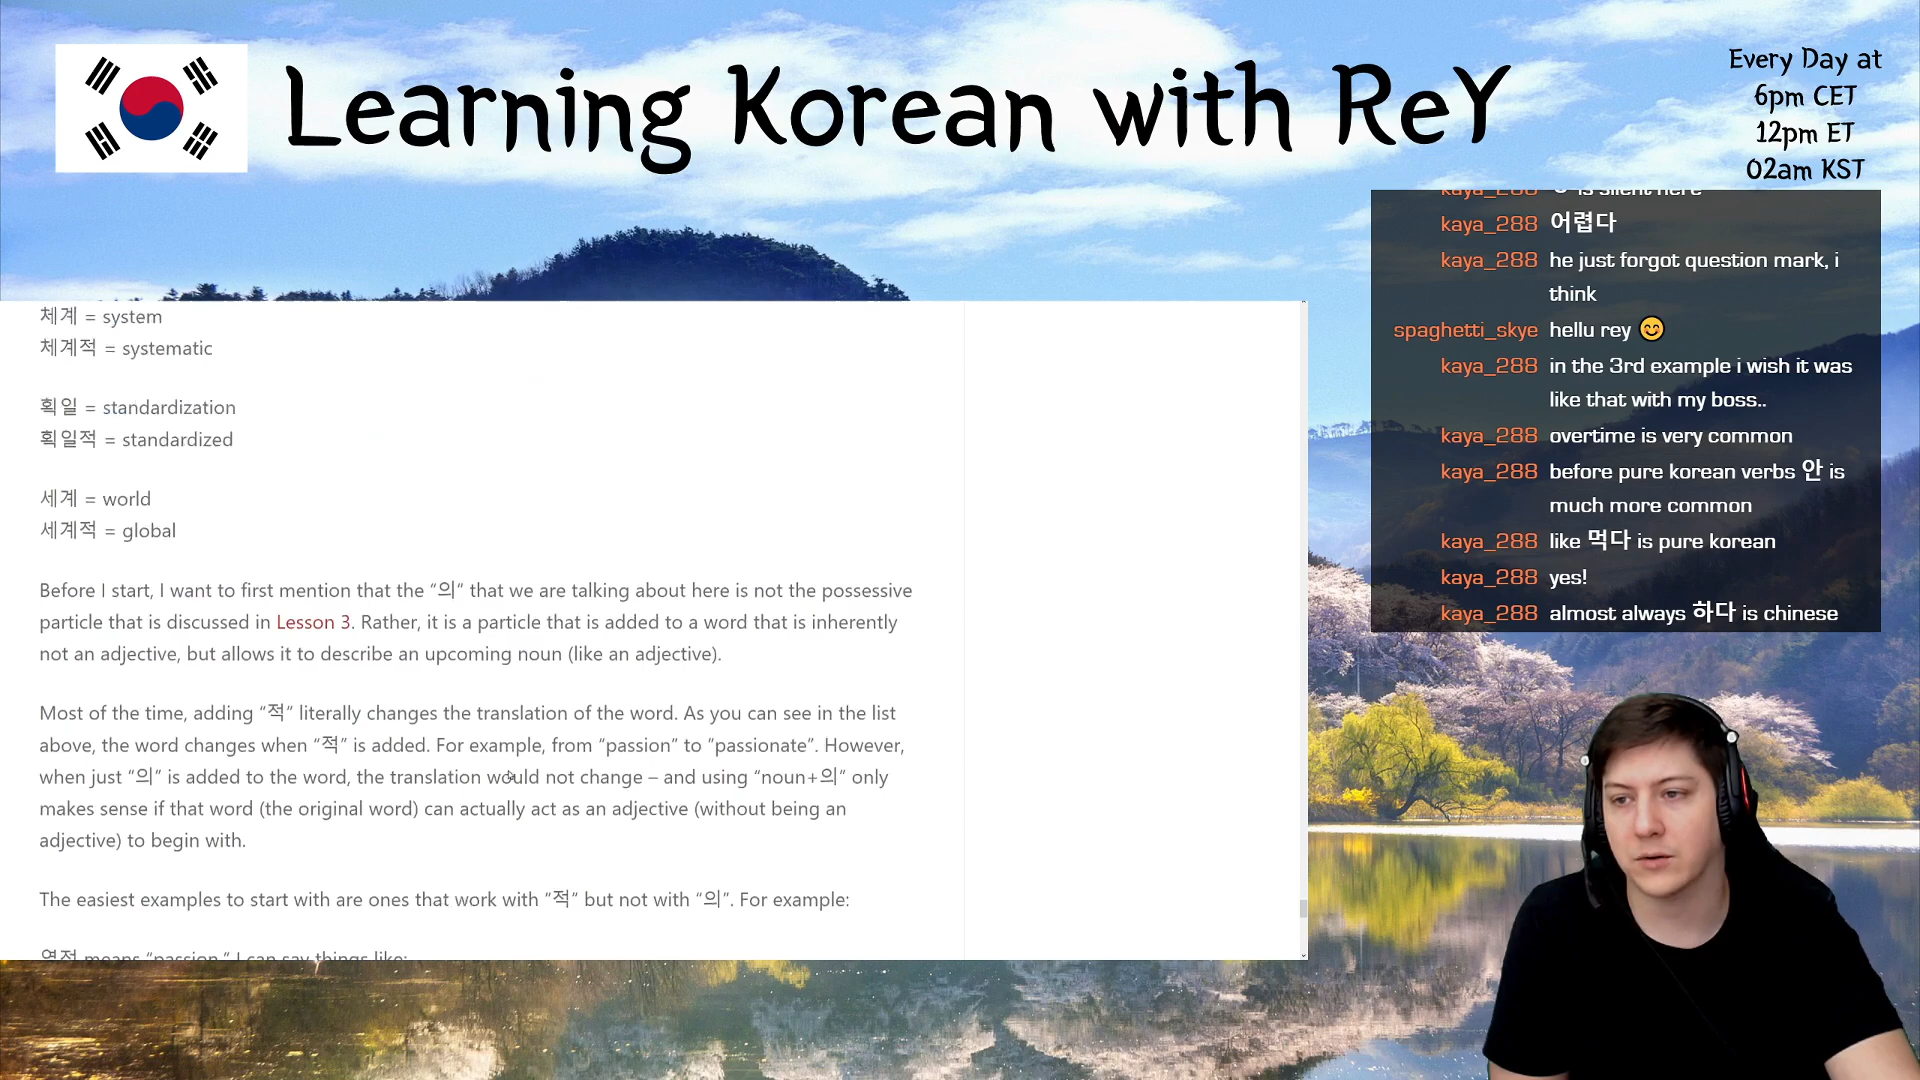 Learning Korean with ReY
Every Day at
6pm CET
12pm ET
02am KST
체계 = system
체계적 = systematic
획일 = standardization
획일적 = standardized
세계 = world
세계적 = global
Before I start, I want to first mention that the “의” that we are talking about here is not the possessive
particle that is discussed in Lesson 3. Rather, it is a particle that is added to a word that is inherently
not an adjective, but allows it to describe an upcoming noun (like an adjective).
Most of the time, adding “적” literally changes the translation of the word. As you can see in the list
above, the word changes when “적” is added. For example, from “passion” to “passionate”. However,
when just “의” is added to the word, the translation would not change – and using “noun+의” only
makes sense if that word (the original word) can actually act as an adjective (without being an
adjective) to begin with.
The easiest examples to start with are ones that work with “적” but not with “의”. For example:
열정 means “passion.” I can say things like:
kaya_288 is silent here
kaya_288 어렵다
kaya_288 he just forgot question mark, i
think
spaghetti_skye hellu rey 😊
kaya_288 in the 3rd example i wish it was
like that with my boss..
kaya_288 overtime is very common
kaya_288 before pure korean verbs 안 is
much more common
kaya_288 like 먹다 is pure korean
kaya_288 yes!
kaya_288 almost always 하다 is chinese